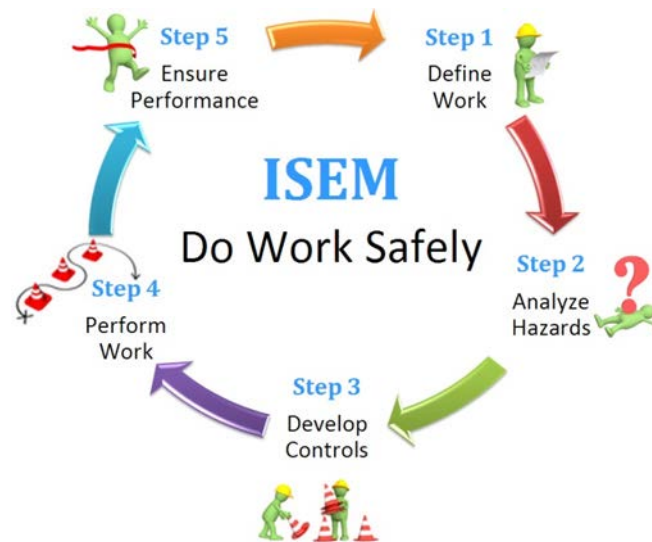 Step 1
Define
Work
Step 2
Analyze
Hazards
Step 3
Develop
Controls
Step 4
Perform
Work
Step 5
Ensure
Performance
ISEM
Do Work Safely